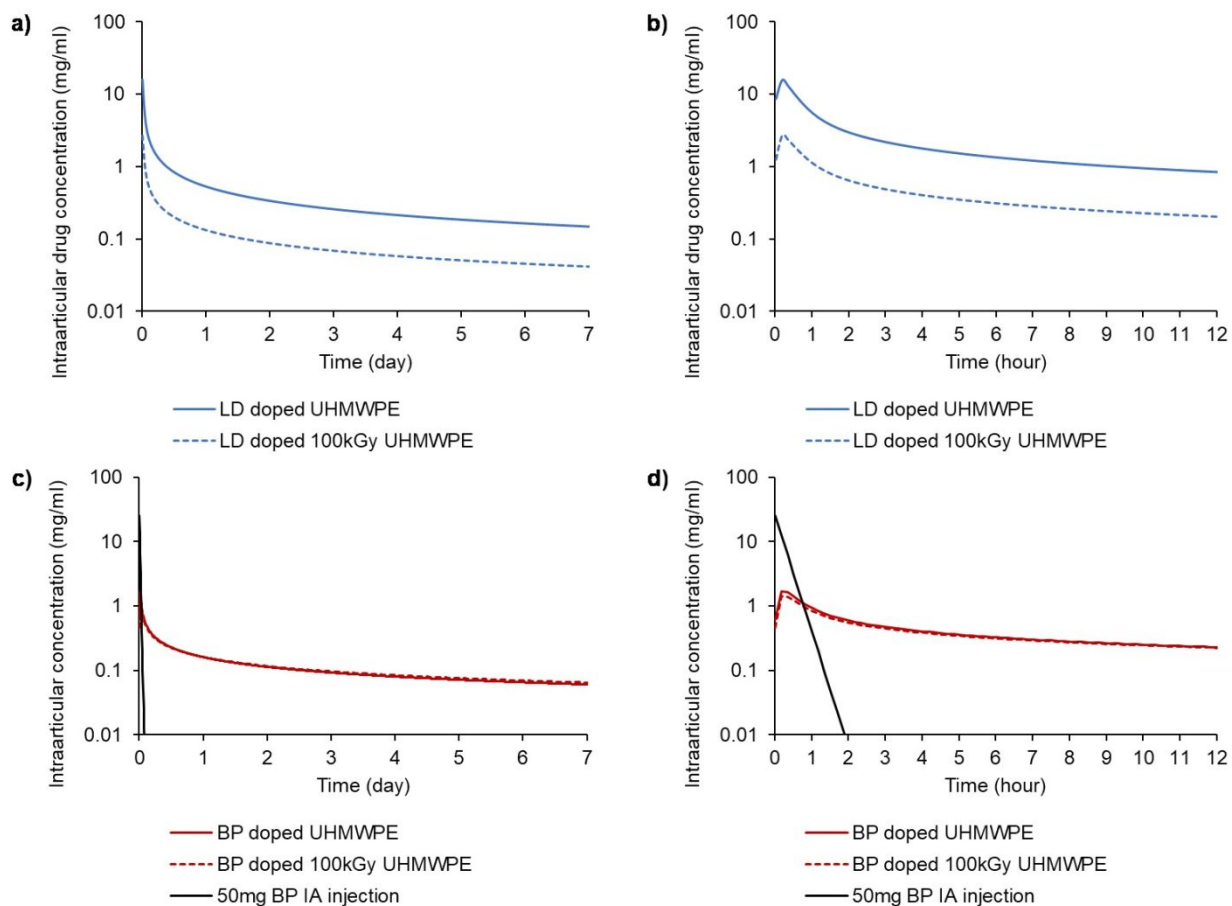 a)
Intraarticular drug concentration (mg/ml)
100
10
1
0.1
0.01
0 1 2 3 4 5 6 7
Time (day)
LD doped UHMWPE
LD doped 100kGy UHMWPE
b)
Intraarticular drug concentration (mg/ml)
100
10
1
0.1
0.01
0 1 2 3 4 5 6 7 8 9 10 11 12
Time (hour)
LD doped UHMWPE
LD doped 100kGy UHMWPE
c)
Intraarticular concentration (mg/ml)
100
10
1
0.1
0.01
0 1 2 3 4 5 6 7
Time (day)
BP doped UHMWPE
BP doped 100kGy UHMWPE
50mg BP IA injection
d)
Intraarticular concentration (mg/ml)
100
10
1
0.1
0.01
0 1 2 3 4 5 6 7 8 9 10 11 12
Time (hour)
BP doped UHMWPE
BP doped 100kGy UHMWPE
50mg BP IA injection